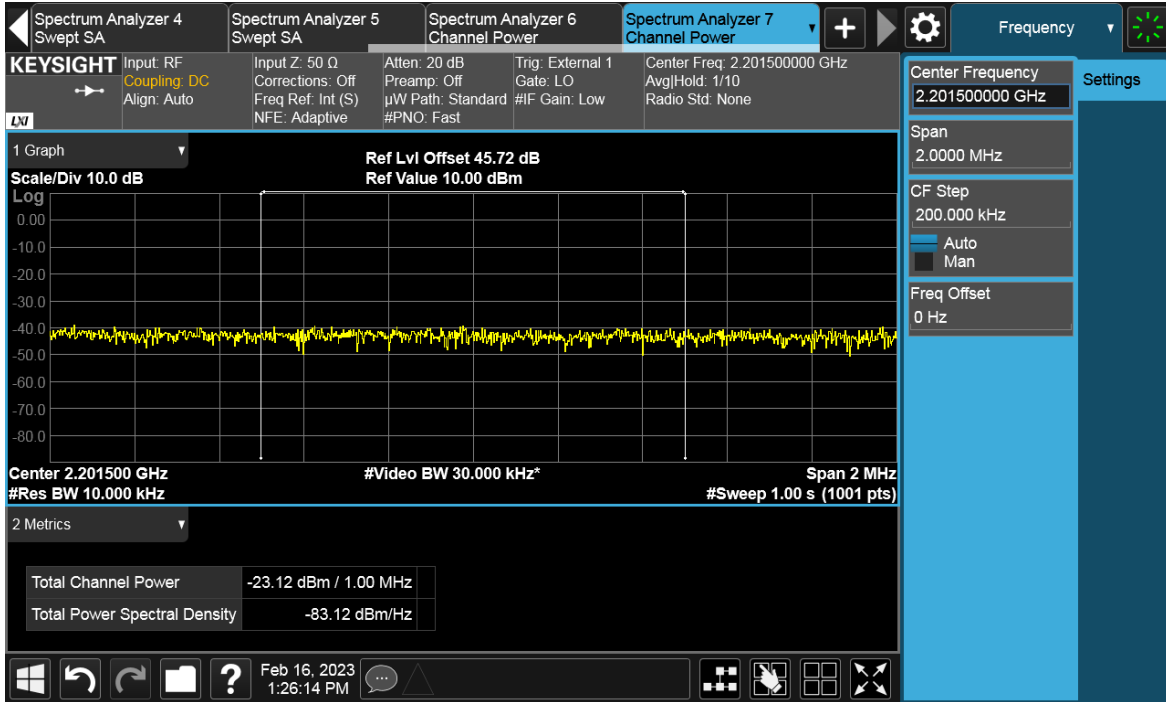 Spectrum Analyzer 4
Swept SA
Spectrum Analyzer 5
Swept SA
Spectrum Analyzer 6
Channel Power
Spectrum Analyzer 7
Channel Power
Frequency
KEYSIGHT
LXI
Input: RF
Coupling: DC
Align: Auto
Input Z: 50 Ω
Corrections: Off
Freq Ref: Int (S)
NFE: Adaptive
Atten: 20 dB
Preamp: Off
µW Path: Standard
#PNO: Fast
Trig: External 1
Gate: LO
#IF Gain: Low
Center Freq: 2.201500000 GHz
Avg|Hold: 1/10
Radio Std: None
Center Frequency
2.201500000 GHz
Settings
Span
2.0000 MHz
CF Step
200.000 kHz
Auto
Man
Freq Offset
0 Hz
1 Graph
Scale/Div 10.0 dB
Ref Lvl Offset 45.72 dB
Ref Value 10.00 dBm
Log
0.00
-10.0
-20.0
-30.0
-40.0
-50.0
-60.0
-70.0
-80.0
Center 2.201500 GHz
#Video BW 30.000 kHz*
Span 2 MHz
#Res BW 10.000 kHz
#Sweep 1.00 s (1001 pts)
2 Metrics
Total Channel Power -23.12 dBm / 1.00 MHz
Total Power Spectral Density -83.12 dBm/Hz
?
Feb 16, 2023
1:26:14 PM